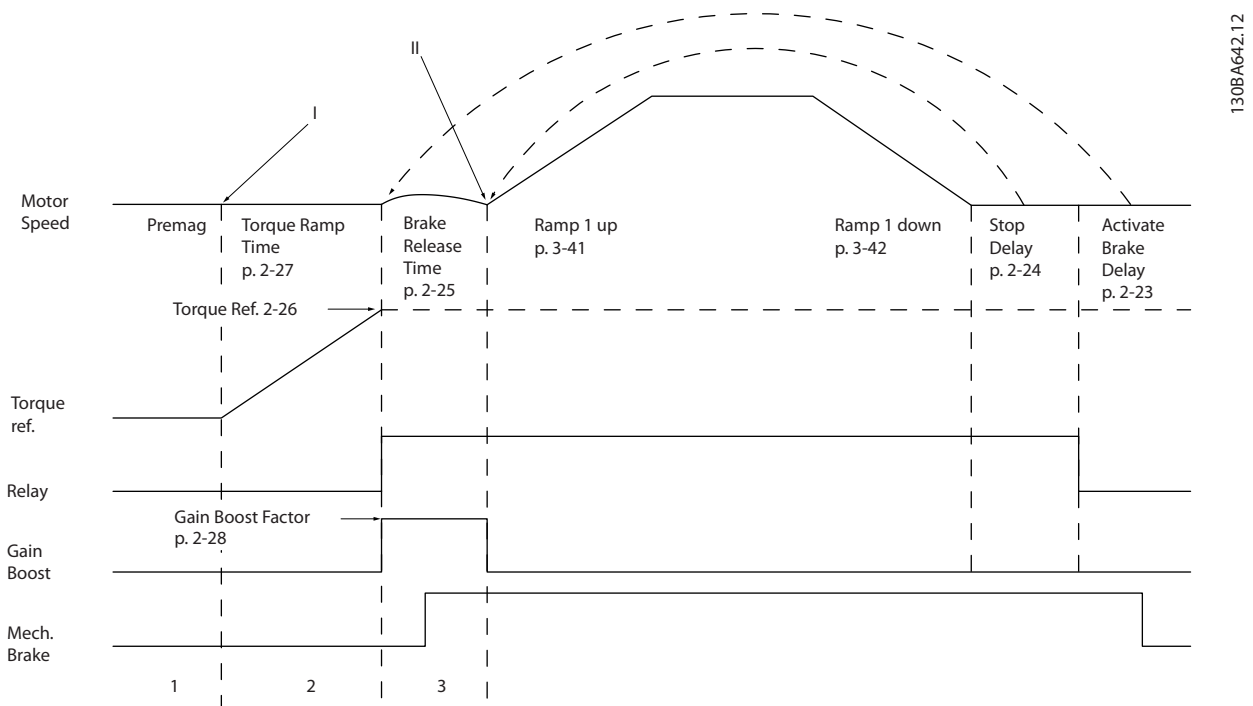 130BA642.12
II
I
Motor
Speed
Premag
Torque Ramp
Time
p. 2-27
Brake
Release
Time
p. 2-25
Ramp 1 up
p. 3-41
Ramp 1 down
p. 3-42
Stop
Delay
p. 2-24
Activate
Brake
Delay
p. 2-23
Torque Ref. 2-26
Torque
ref.
Relay
Gain Boost Factor
p. 2-28
Gain
Boost
Mech.
Brake
1
2
3